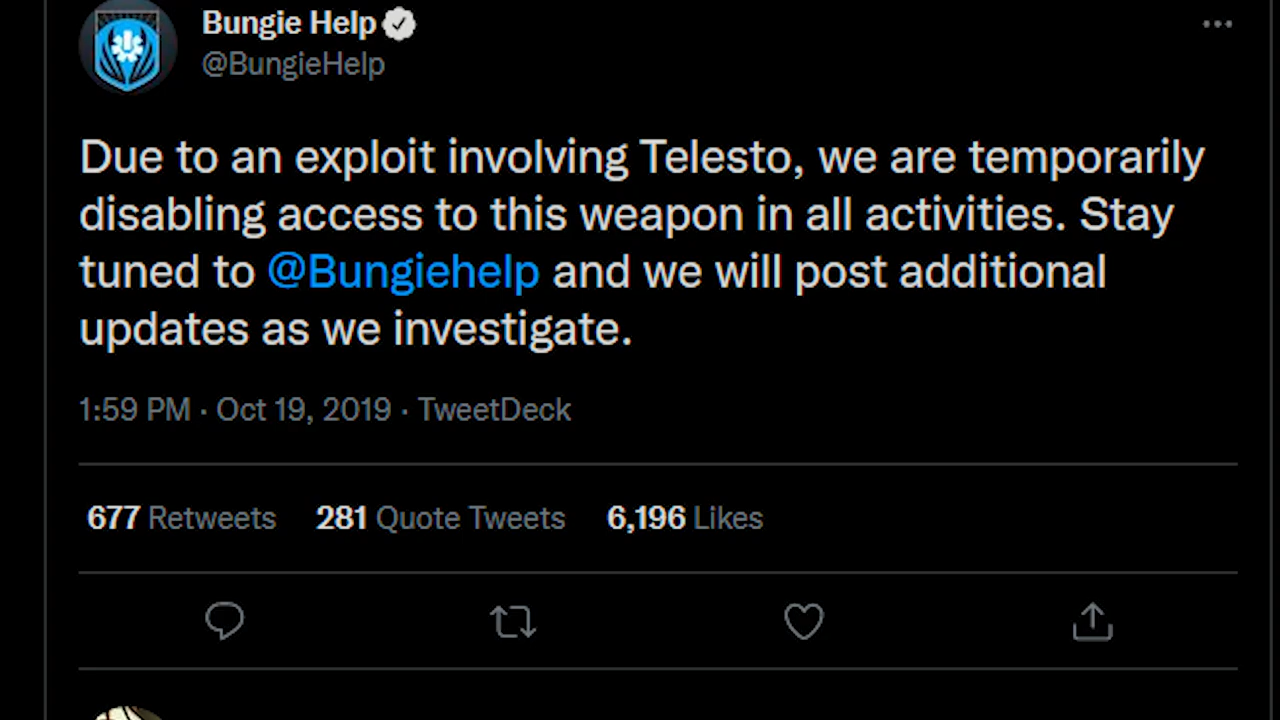 Bungie Help
@BungieHelp
Due to an exploit involving Telesto, we are temporarily
disabling access to this weapon in all activities. Stay
tuned to @Bungiehelp and we will post additional
updates as we investigate.
1:59 PM · Oct 19, 2019 · TweetDeck
677 Retweets 281 Quote Tweets 6,196 Likes